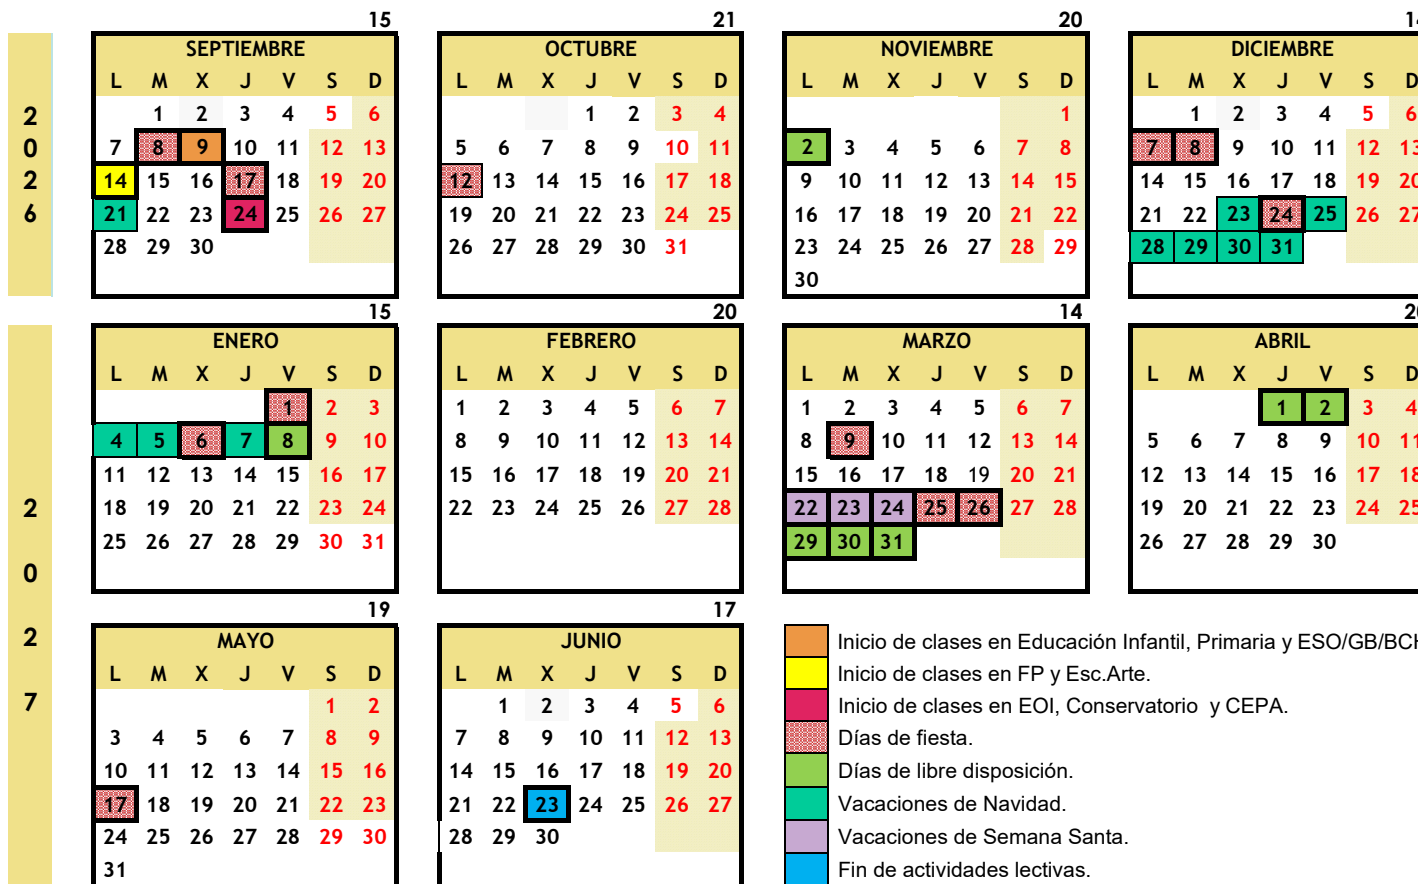 15 21 20
SEPTIEMBRE OCTUBRE NOVIEMBRE DICIEMBRE
L M X J V S D L M X J V S D L M X J V S D L M X J V S D
2 1 2 3 4 5 6 1 2 3 4 1 1 2 3 4 5 6
0 7 8 9 10 11 12 13 5 6 7 8 9 10 11 2 3 4 5 6 7 8 7 8 9 10 11 12 13
2 14 15 16 17 18 19 20 12 13 14 15 16 17 18 9 10 11 12 13 14 15 14 15 16 17 18 19 20
6 21 22 23 24 25 26 27 19 20 21 22 23 24 25 16 17 18 19 20 21 22 21 22 23 24 25 26 27
28 29 30 26 27 28 29 30 31 23 24 25 26 27 28 29 28 29 30 31
30
15 20 14 20
ENERO FEBRERO MARZO ABRIL
L M X J V S D L M X J V S D L M X J V S D L M X J V S D
1 2 3 1 2 3 4 5 6 7 1 2 3 4 5 6 7 1 2 3 4
4 5 6 7 8 9 10 8 9 10 11 12 13 14 8 9 10 11 12 13 14 5 6 7 8 9 10 11
11 12 13 14 15 16 17 15 16 17 18 19 20 21 15 16 17 18 19 20 21 12 13 14 15 16 17 18
2 18 19 20 21 22 23 24 22 23 24 25 26 27 28 22 23 24 25 26 27 28 19 20 21 22 23 24 25
25 26 27 28 29 30 31 29 30 31 26 27 28 29 30
0
19 17
2 MAYO JUNIO Inicio de clases en Educación Infantil, Primaria y ESO/GB/BCH
L M X J V S D L M X J V S D Inicio de clases en FP y Esc.Arte.
7 1 2 1 2 3 4 5 6 Inicio de clases en EOI, Conservatorio y CEPA.
3 4 5 6 7 8 9 7 8 9 10 11 12 13 Días de fiesta.
10 11 12 13 14 15 16 14 15 16 17 18 19 20 Días de libre disposición.
17 18 19 20 21 22 23 21 22 23 24 25 26 27 Vacaciones de Navidad.
24 25 26 27 28 29 30 28 29 30 Vacaciones de Semana Santa.
31 Fin de actividades lectivas.